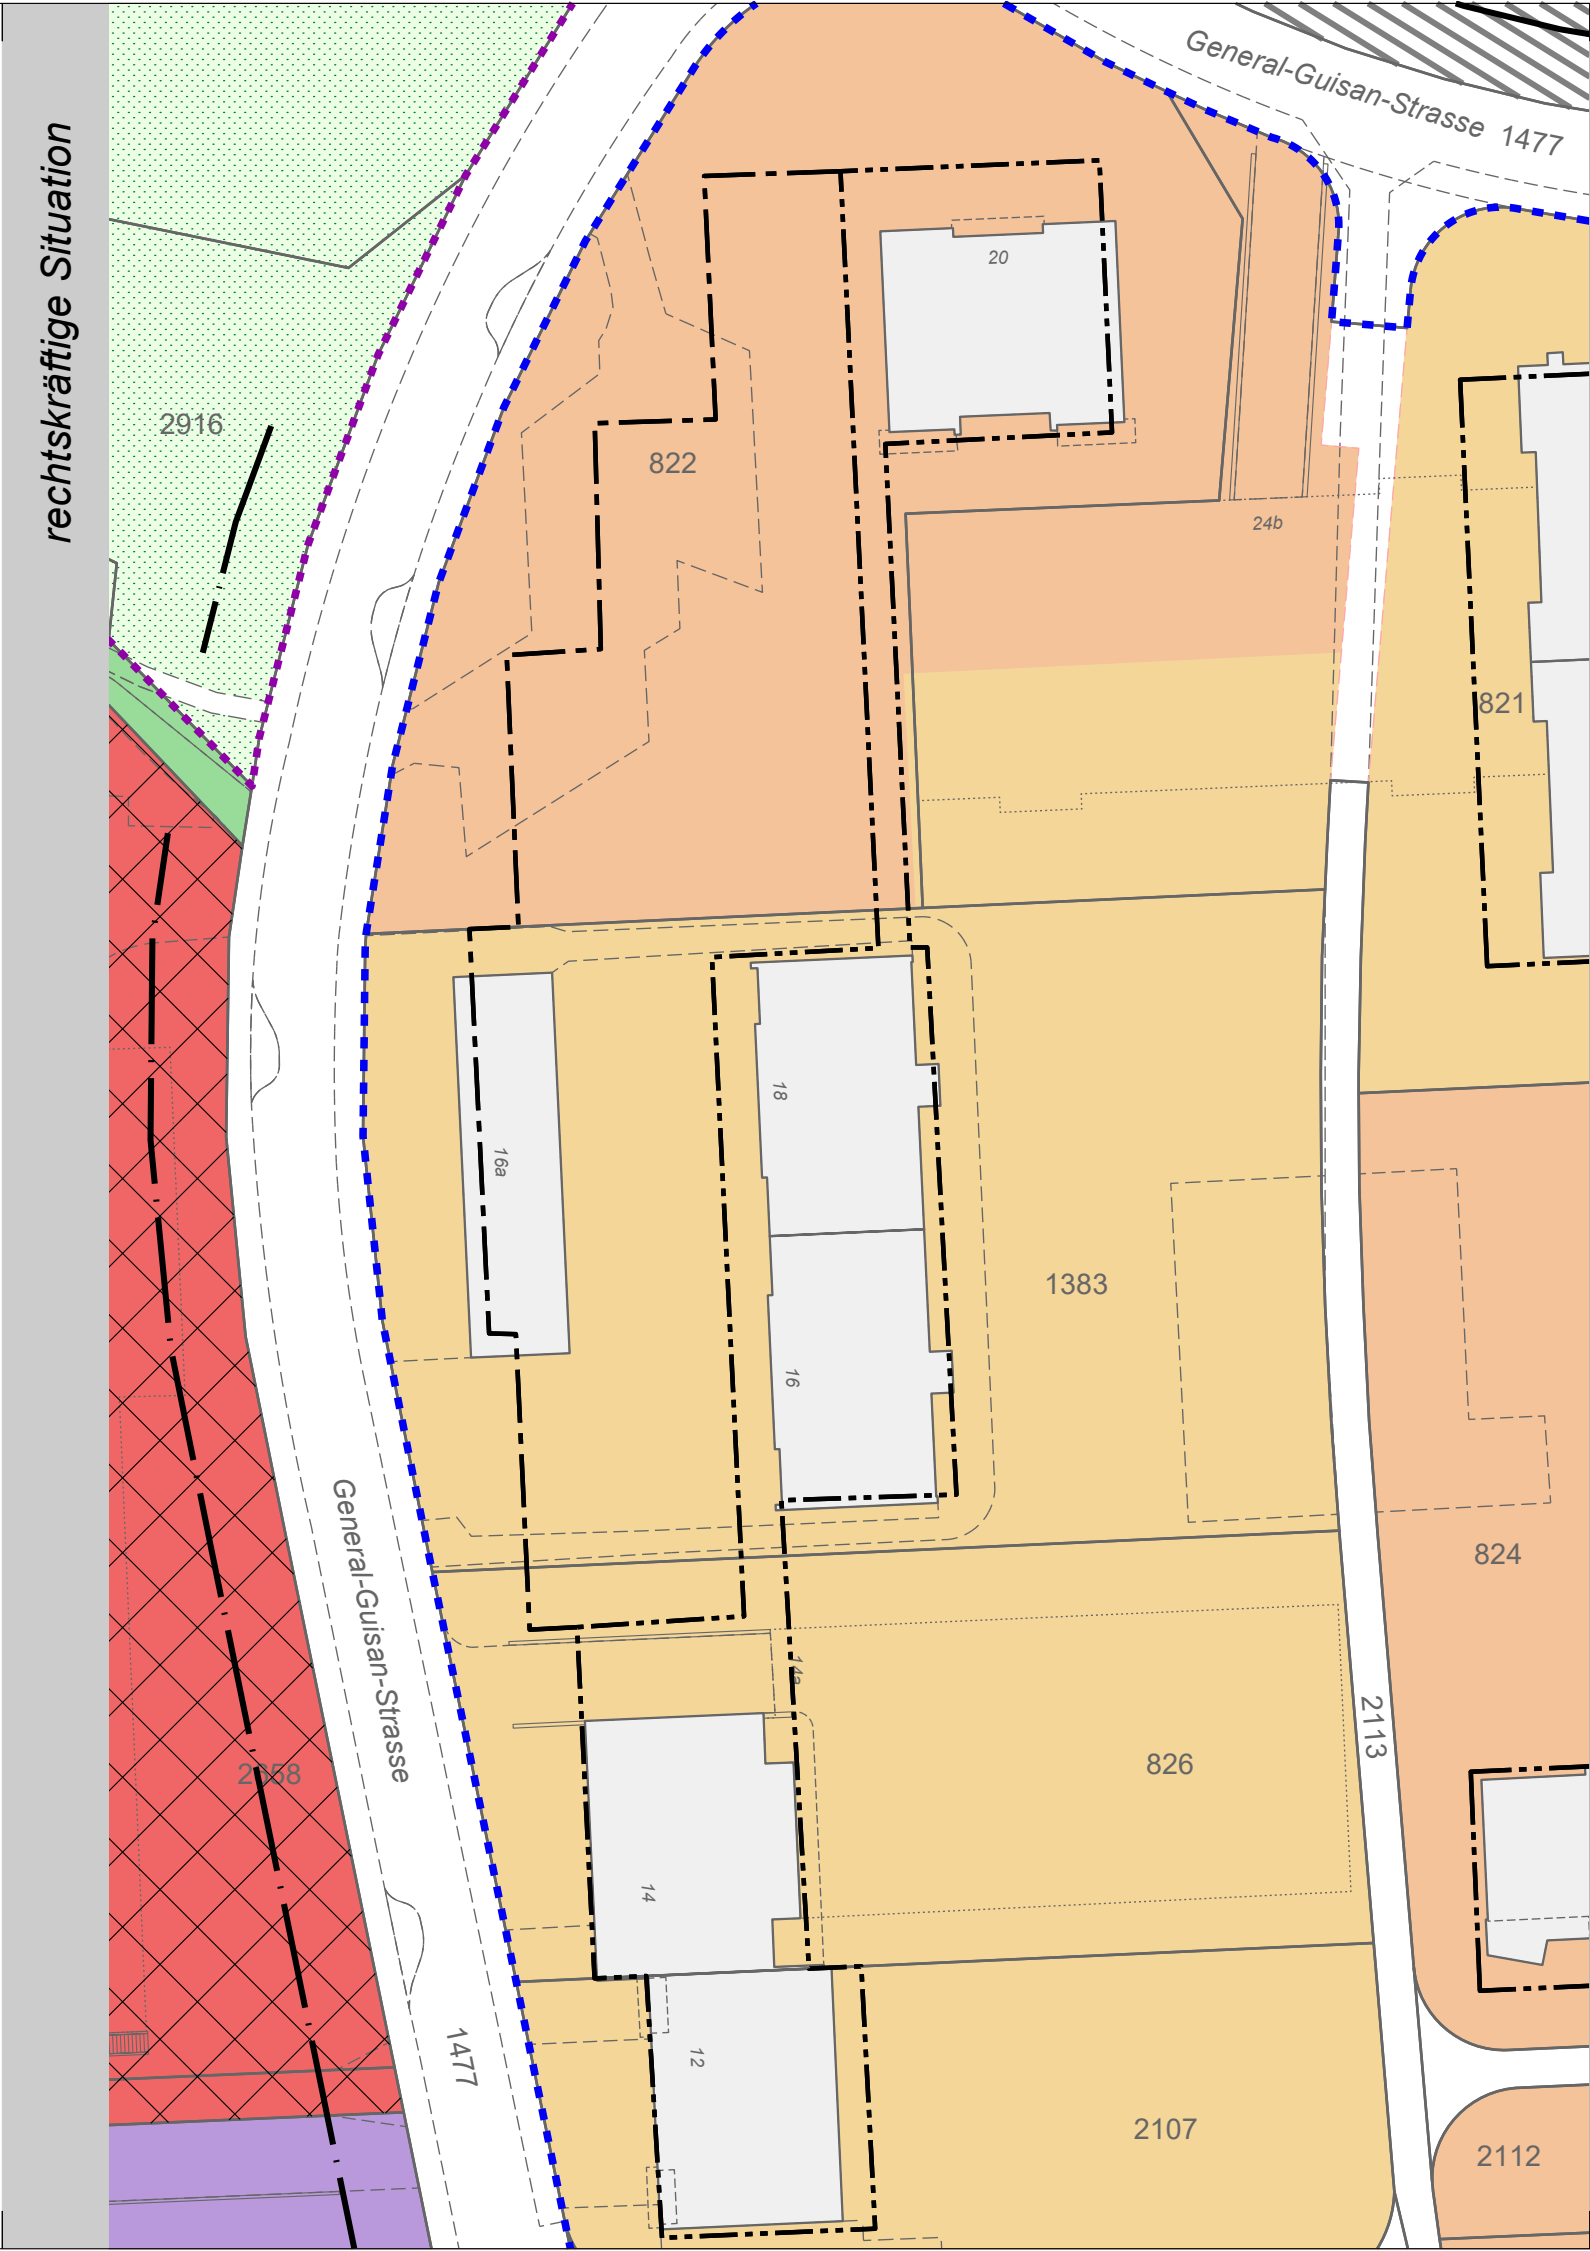 rechtskräftige Situation
General-Guisan-Strasse 1477
20
2916
822
24b
821
18
16a
1383
16
824
General-Guisan-Strasse
14a
2113
826
14
12
1477
2107
2112